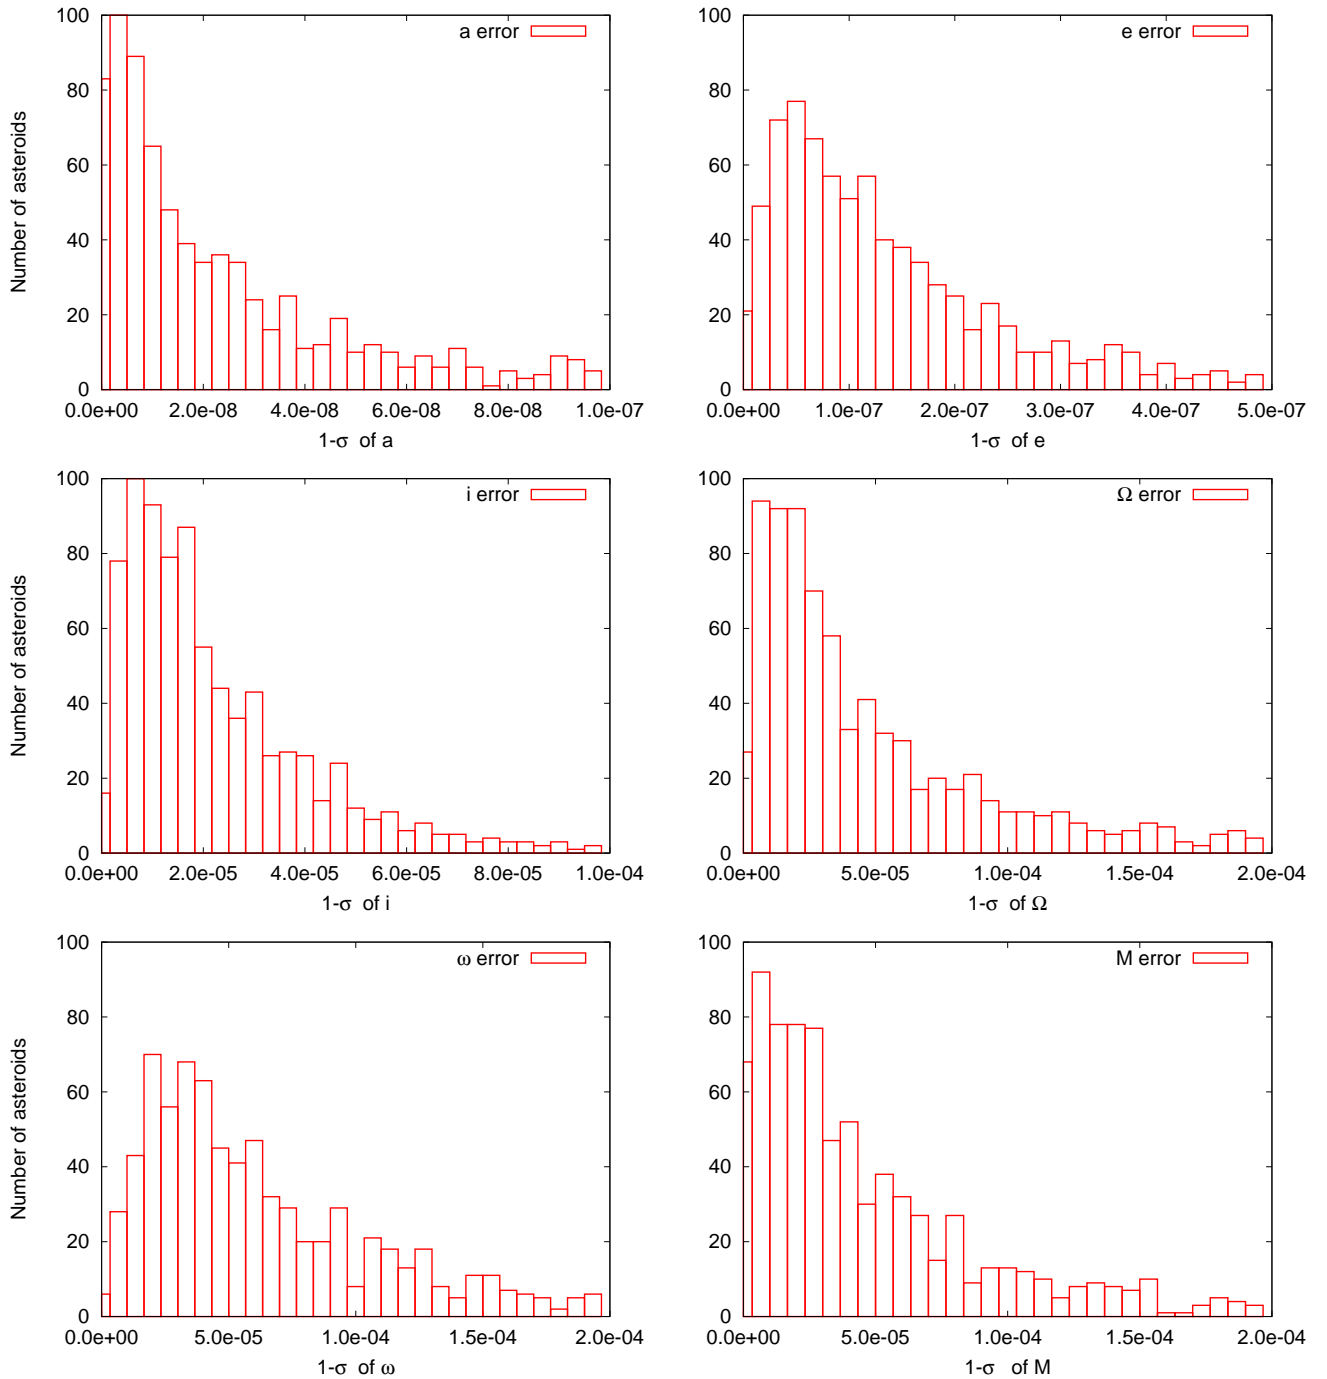 Number of asteroids
100
80
60
40
20
0
a error
0.0e+00 2.0e-08 4.0e-08 6.0e-08 8.0e-08 1.0e-07
1-σ of a
100
80
60
40
20
0
e error
0.0e+00 1.0e-07 2.0e-07 3.0e-07 4.0e-07 5.0e-07
1-σ of e
Number of asteroids
100
80
60
40
20
0
i error
0.0e+00 2.0e-05 4.0e-05 6.0e-05 8.0e-05 1.0e-04
1-σ of i
100
80
60
40
20
0
Ω error
0.0e+00 5.0e-05 1.0e-04 1.5e-04 2.0e-04
1-σ of Ω
Number of asteroids
100
80
60
40
20
0
ω error
0.0e+00 5.0e-05 1.0e-04 1.5e-04 2.0e-04
1-σ of ω
100
80
60
40
20
0
M error
0.0e+00 5.0e-05 1.0e-04 1.5e-04 2.0e-04
1-σ of M